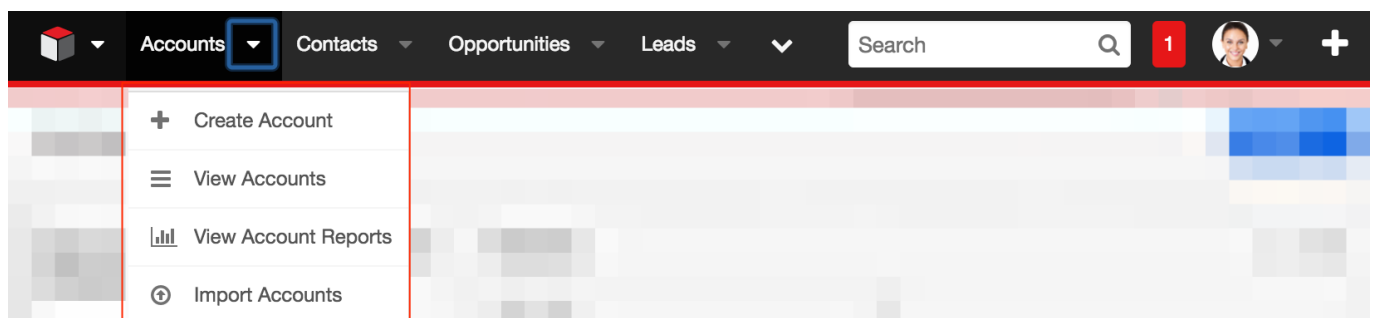 Accounts Contacts Opportunities Leads Search 1
Create Account
View Accounts
View Account Reports
Import Accounts